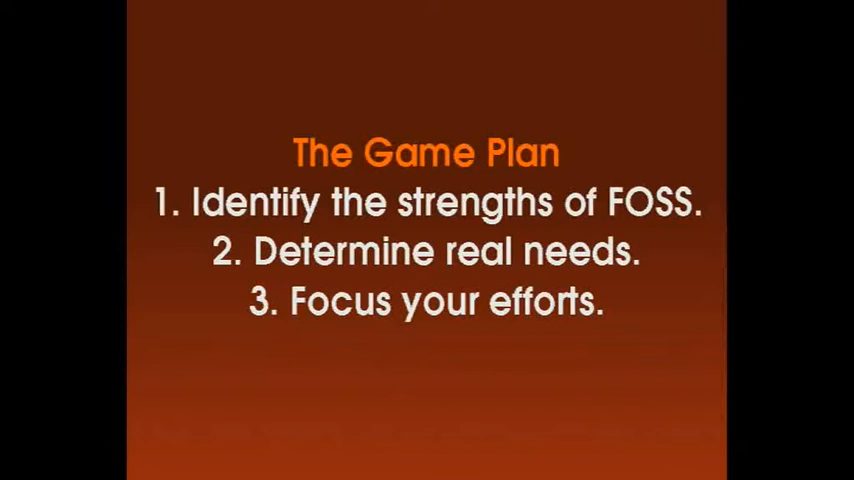 The Game Plan
1. Identify the strengths of FOSS.
2. Determine real needs.
3. Focus your efforts.